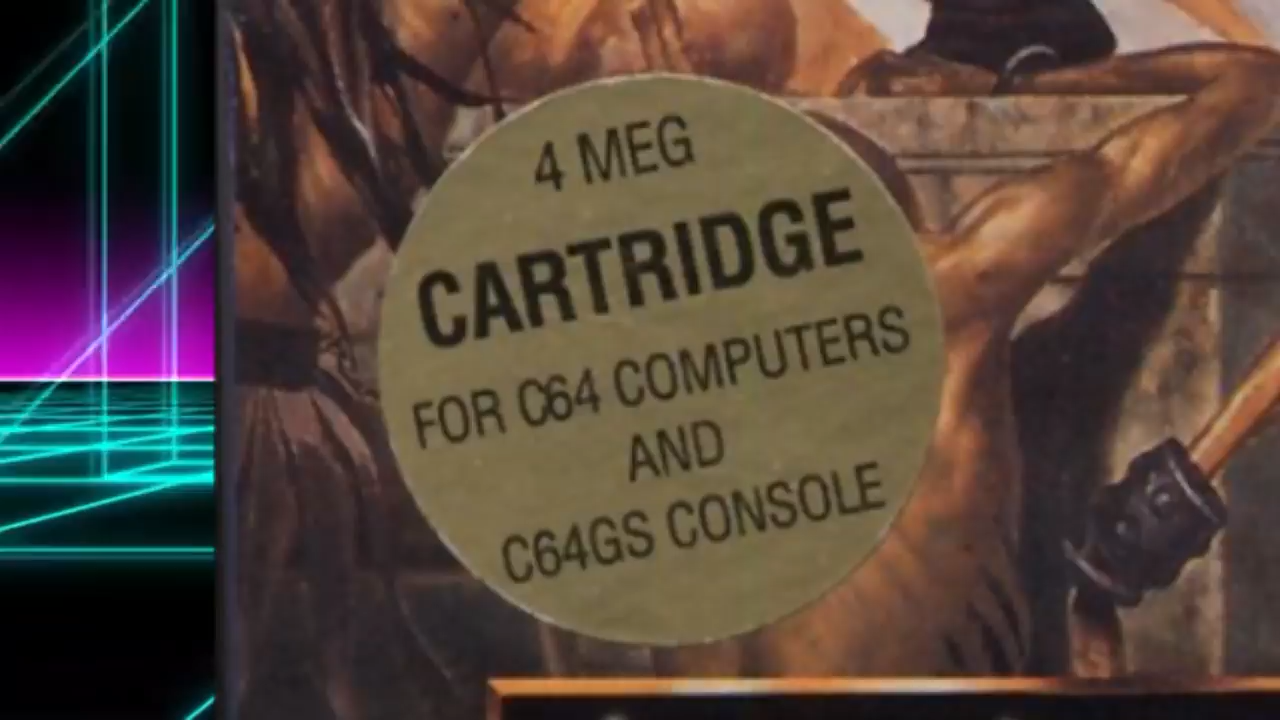 4 MEG
CARTRIDGE
FOR C64 COMPUTERS
AND
C64GS CONSOLE